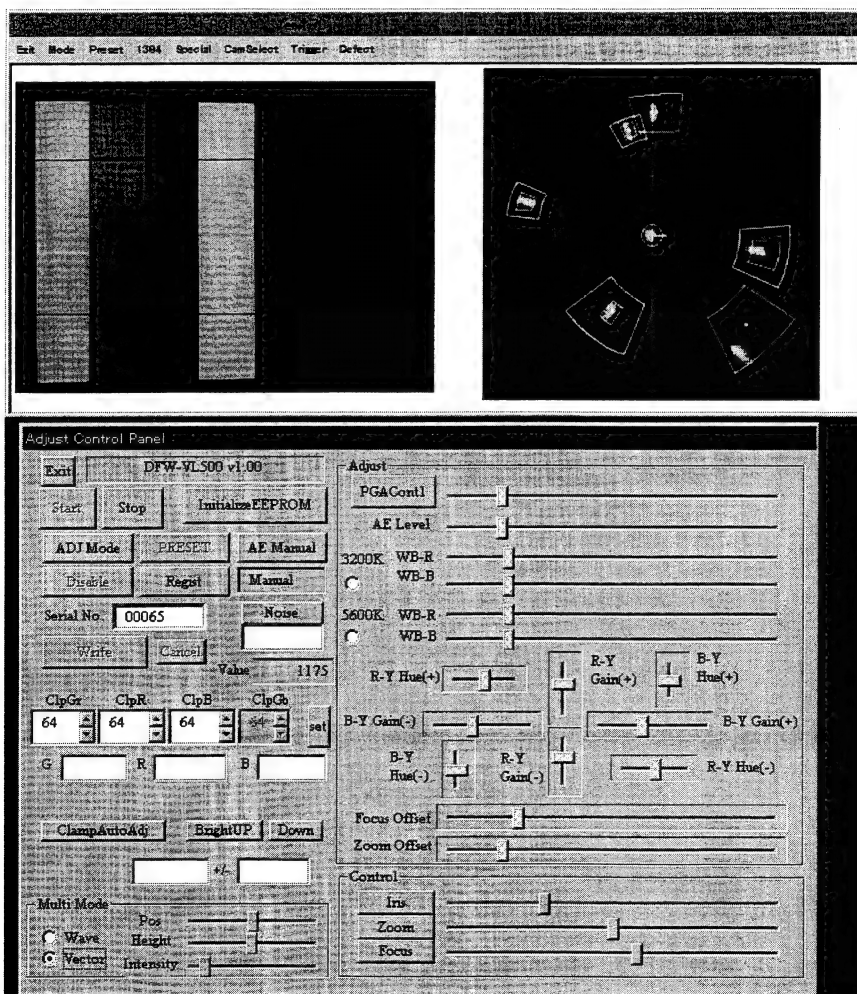 Exit Mode Preset 1394 Special CamSelect Trigger Defect
Adjust Control Panel
Exit DFW-VL500 v1.00
Start Stop InitializeEEPROM
ADJ Mode PRESET AE Manual
Disable Regist Manual
Serial No. 00065 Noise
Write Cancel
Value 1175
ClpGr ClpR ClpB ClpGb
64 64 64 64 set
G R B
ClampAutoAdj BrightUP Down
+/-
Multi Mode
Pos
Wave Height
Vector Intensity
Adjust
PGACont1
AE Level
3200K WB-R
WB-B
5600K WB-R
WB-B
R-Y Hue(+) R-Y Gain(+) B-Y Hue(+)
B-Y Gain(-) B-Y Gain(+)
B-Y Hue(-) R-Y Gain(-) R-Y Hue(-)
Focus Offset
Zoom Offset
Control
Iris
Zoom
Focus